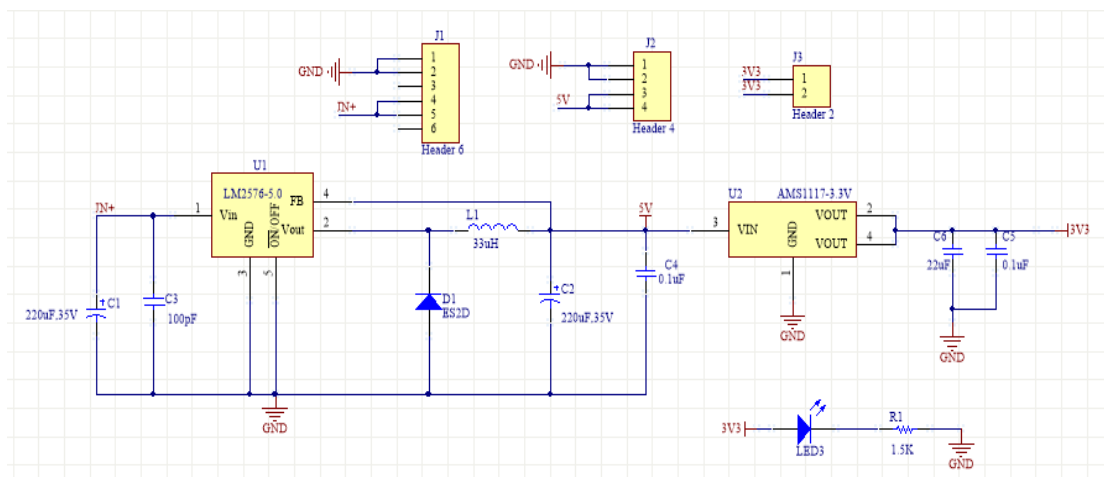 J1
1
GND
2
3
4
JN+
5
6
Header 6
J2
GND
1
2
3
5V
4
Header 4
J3
3V3
1
3V3
2
Header 2
U1
LM2576-5.0
JN+
1
Vin
FB
4
GND
ON/OFF
Vout
2
3
5
L1
33uH
5V
C1
220uF,35V
C3
100pF
D1
ES2D
C2
220uF,35V
C4
0.1uF
GND
U2
AMS1117-3.3V
3
VIN
GND
VOUT
2
VOUT
4
1
GND
C6
22uF
C5
0.1uF
3V3
GND
3V3
LED3
R1
1.5K
GND